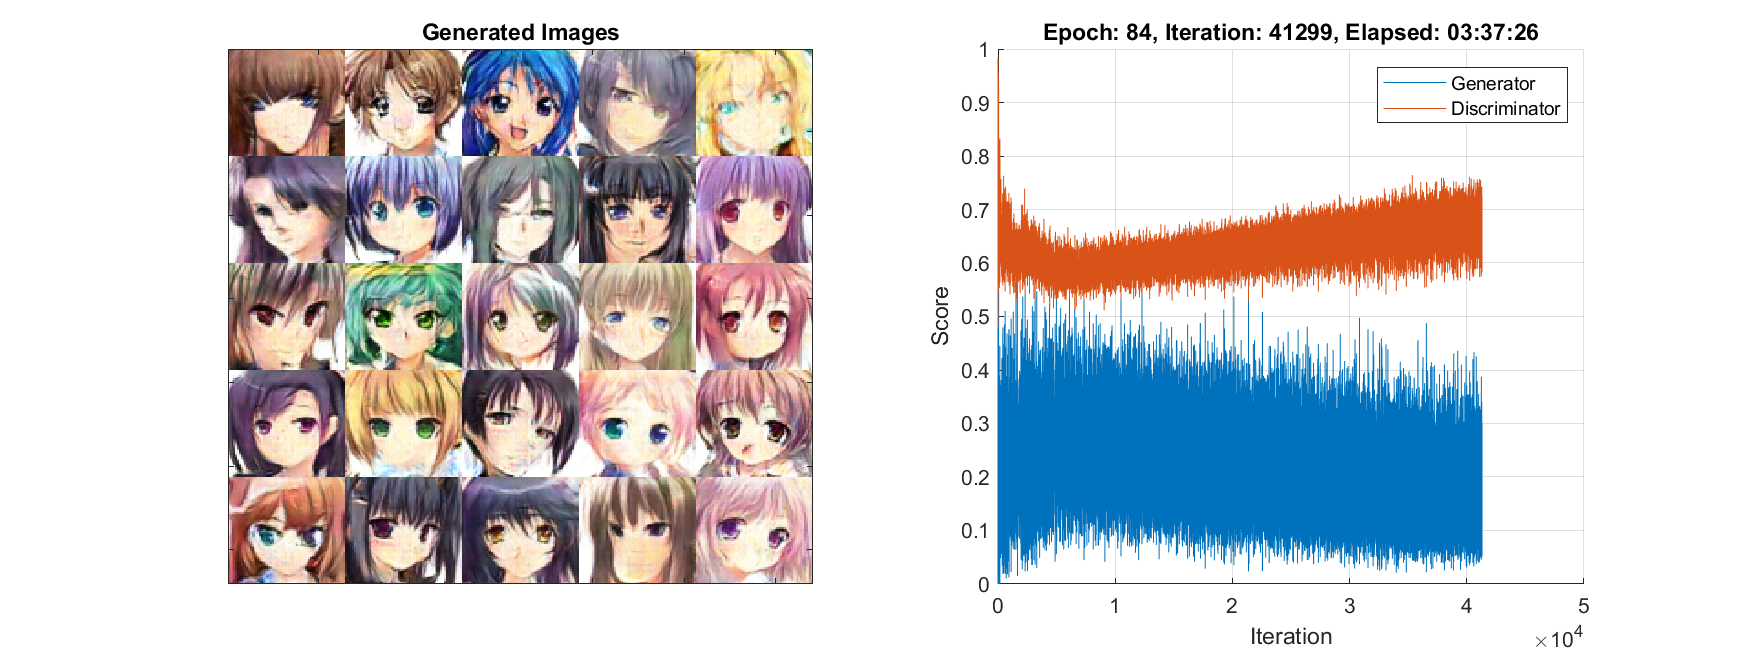 Generated Images
Epoch: 84, Iteration: 41299, Elapsed: 03:37:26
Generator
Discriminator
1
0.9
0.8
0.7
0.6
0.5
0.4
0.3
0.2
0.1
0
Score
0 1 2 3 4 5
Iteration
×10^4